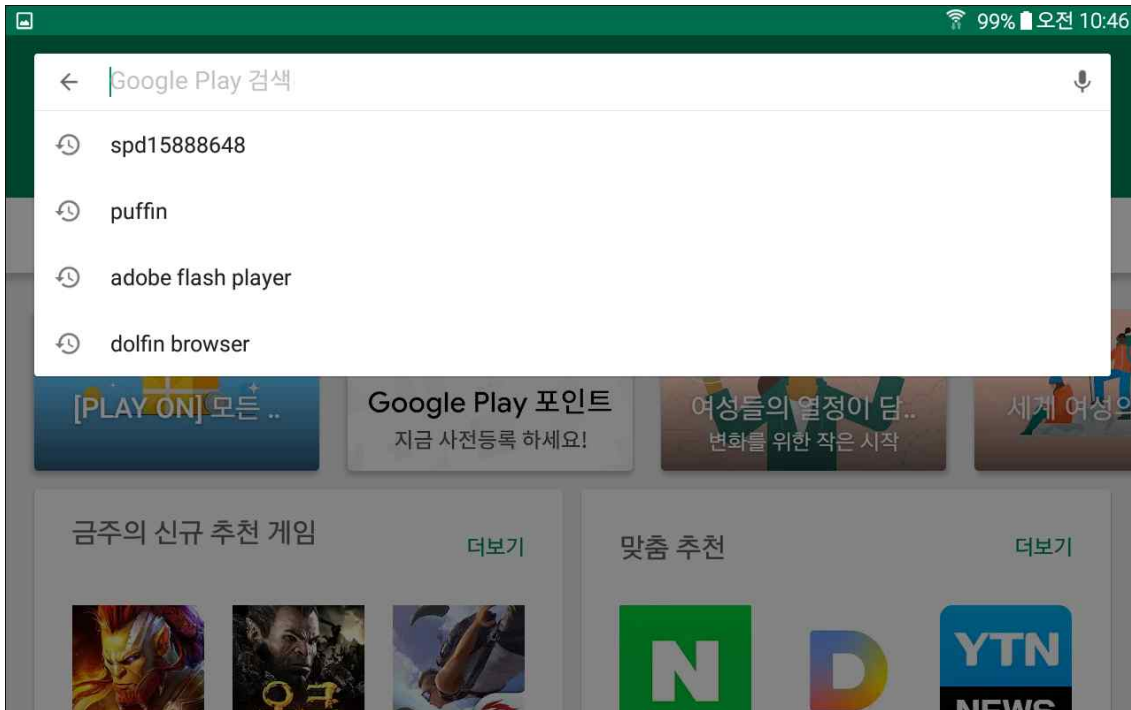 99% 오전 10:46
Google Play 검색
spd15888648
puffin
adobe flash player
dolfin browser
[PLAY ON] 모든 ..
Google Play 포인트
지금 사전등록 하세요!
여성들의 열정이 담..
변화를 위한 작은 시작
세계 여성의
금주의 신규 추천 게임
더보기
맞춤 추천
더보기
오크
N
D
YTN
NEWS